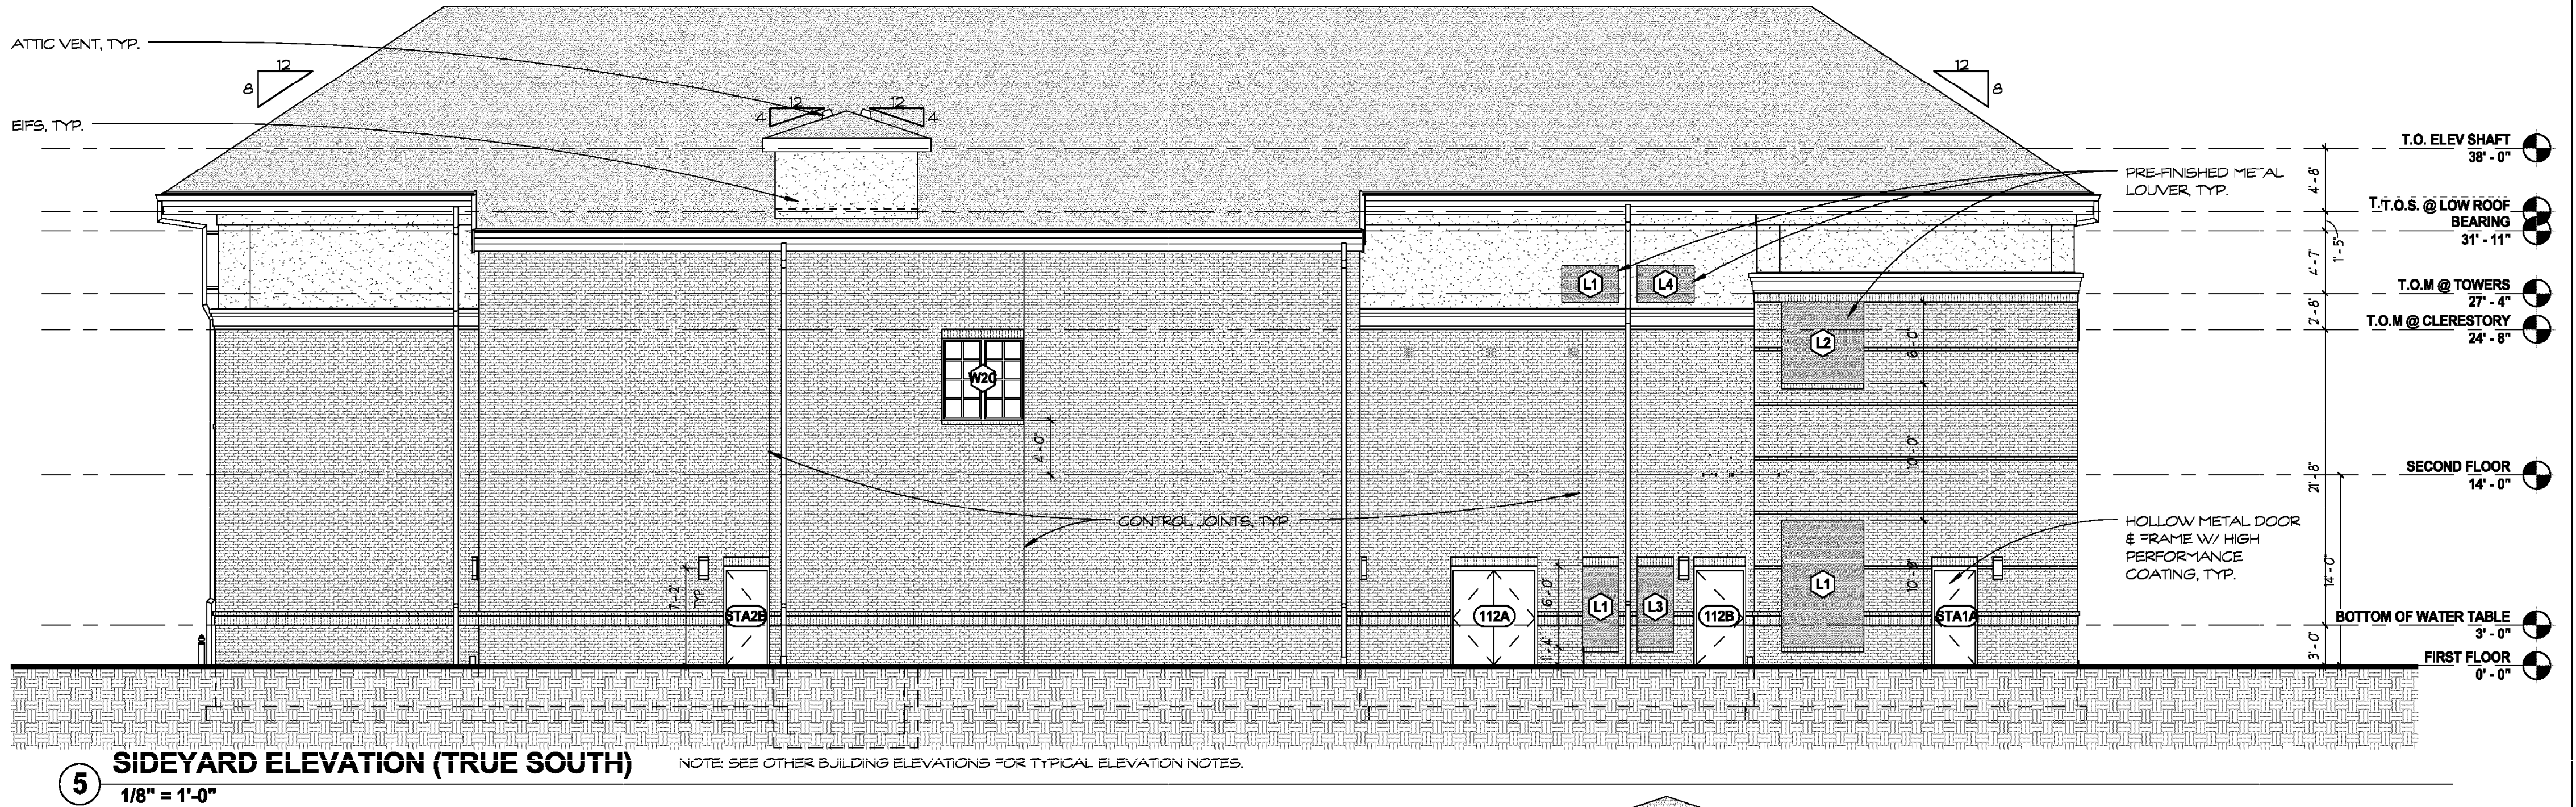 ATTIC VENT, TYP.
12
8
12
4
12
4
12
8
EIFS, TYP.
T.O. ELEV SHAFT
38' - 0"
PRE-FINISHED METAL
LOUVER, TYP.
4' - 8"
T.O.S. @ LOW ROOF
BEARING
31' - 11"
1' - 5"
4' - 7"
L1
L4
T.O.M @ TOWERS
27' - 4"
2' - 8"
T.O.M @ CLERESTORY
24' - 8"
L2
6' - 0"
W20
4' - 0"
10' - 0"
SECOND FLOOR
14' - 0"
21' - 8"
CONTROL JOINTS, TYP.
HOLLOW METAL DOOR
& FRAME W/ HIGH
PERFORMANCE
COATING, TYP.
7' - 2"
TYP.
STA2B
112A
6' - 0"
1' - 4"
L1
L3
112B
L1
10' - 9"
STA1A
14' - 0"
BOTTOM OF WATER TABLE
3' - 0"
3' - 0"
FIRST FLOOR
0' - 0"
5
SIDEYARD ELEVATION (TRUE SOUTH)
NOTE: SEE OTHER BUILDING ELEVATIONS FOR TYPICAL ELEVATION NOTES.
1/8" = 1'-0"